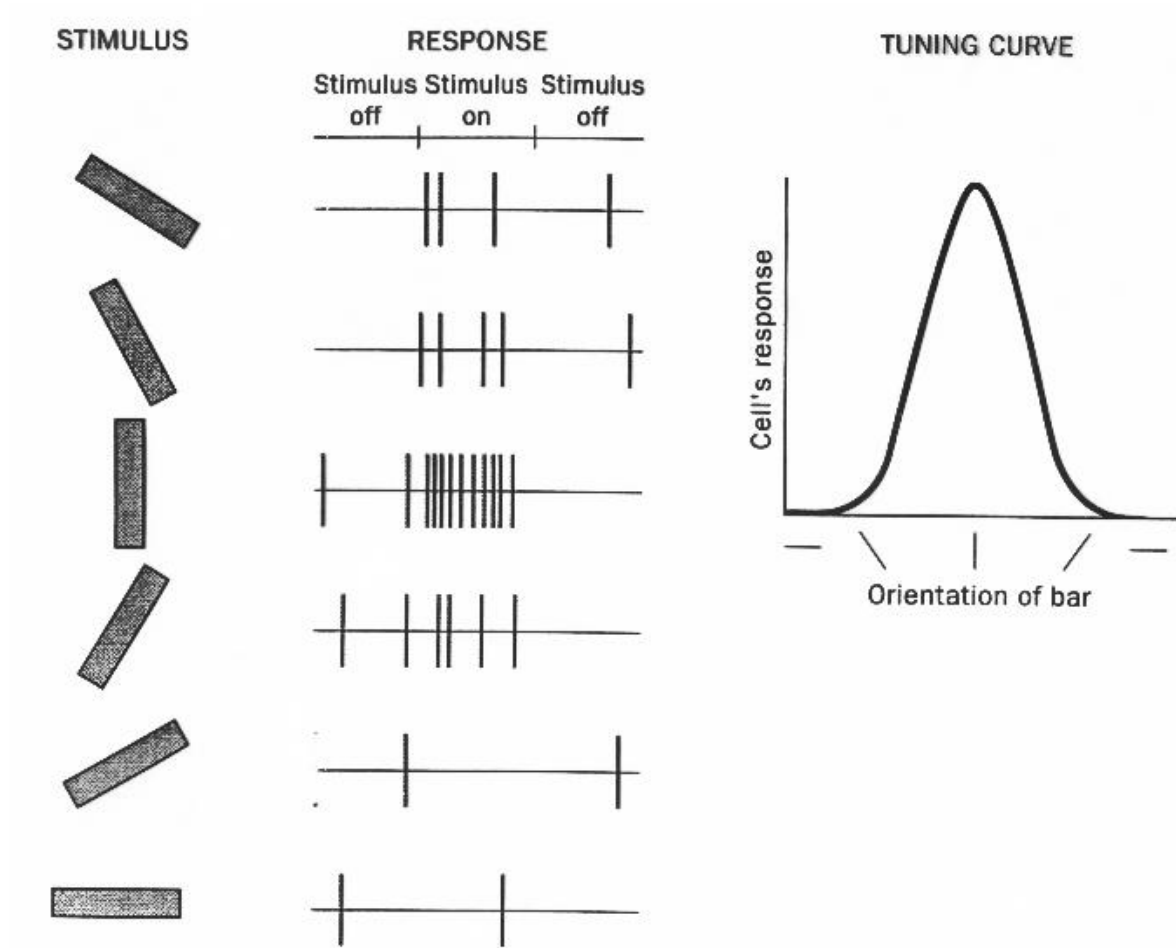 STIMULUS
RESPONSE
TUNING CURVE
Stimulus Stimulus Stimulus
off on off
Cell's response
Orientation of bar